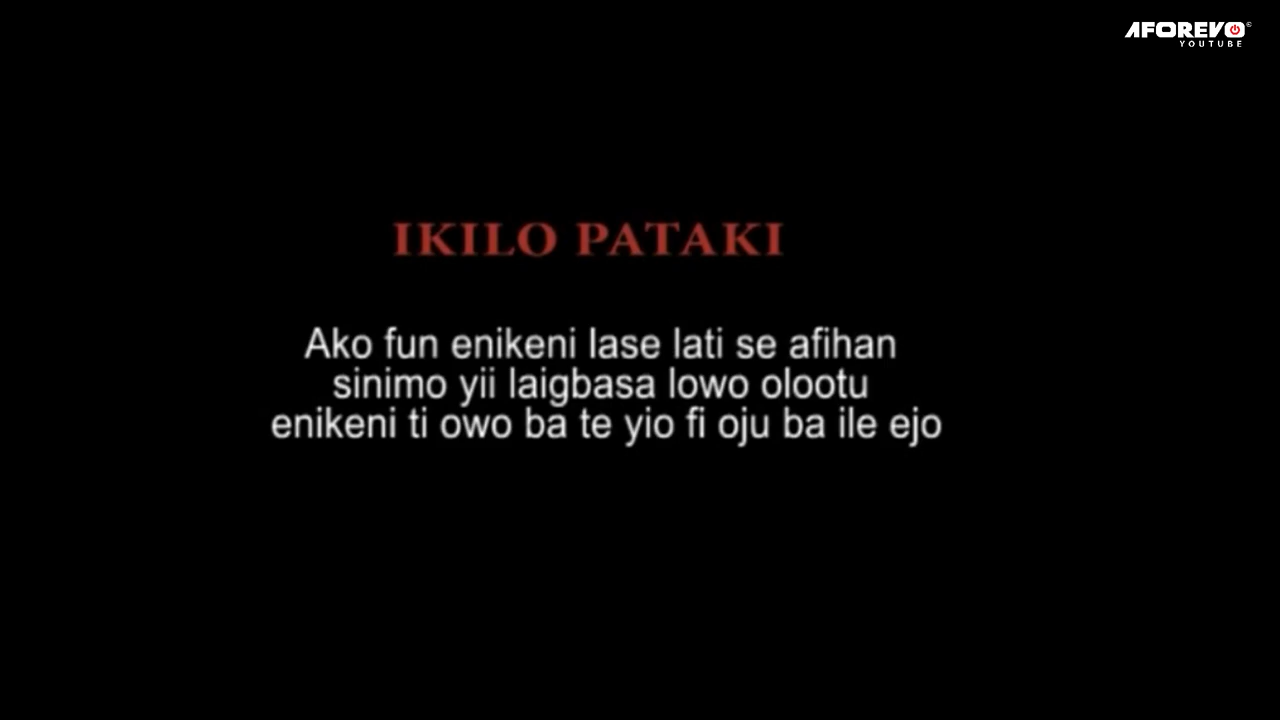 AFOREVO
YOUTUBE
IKILO PATAKI
Ako fun enikeni lase lati se afihan
sinimo yii laigbasa lowo olootu
enikeni ti owo ba te yio fi oju ba ile ejo